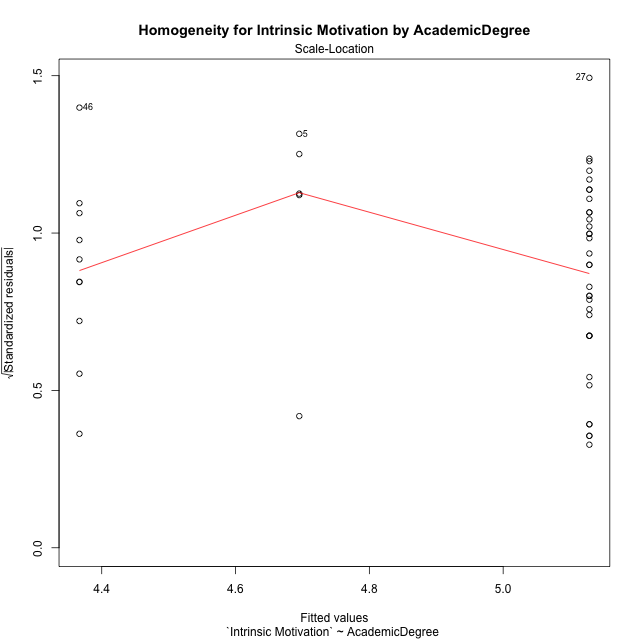 Homogeneity for Intrinsic Motivation by AcademicDegree
Scale-Location
√|Standardized residuals|
1.5
1.0
0.5
0.0
46
5
27
4.4
4.6
4.8
5.0
Fitted values
`Intrinsic Motivation` ~ AcademicDegree